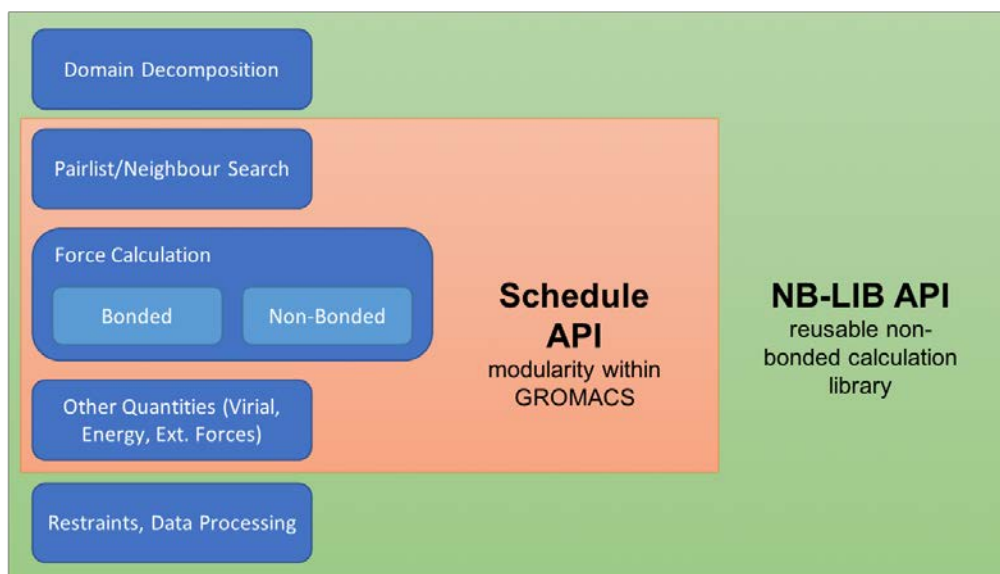 Domain Decomposition
Pairlist/Neighbour Search
Force Calculation
Bonded
Non-Bonded
Other Quantities (Virial,
Energy, Ext. Forces)
Restraints, Data Processing
Schedule
API
modularity within
GROMACS
NB-LIB API
reusable non-
bonded calculation
library